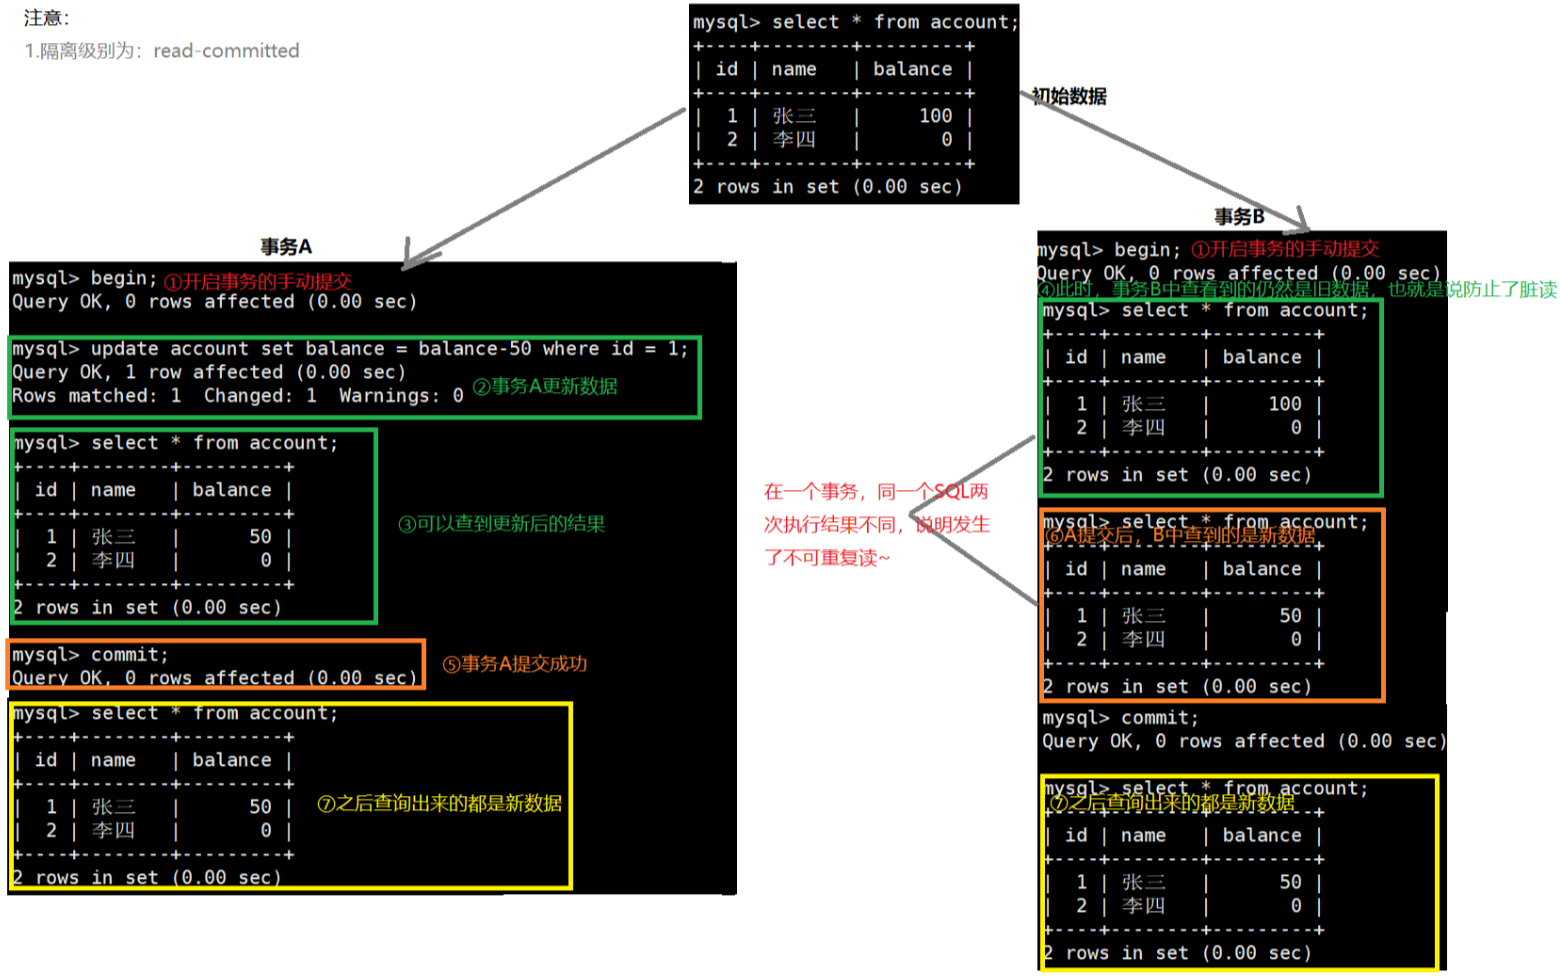 注意：
1.隔离级别为：read-committed
mysql> select * from account;
+----+--------+---------+
| id | name   | balance |
+----+--------+---------+
|  1 | 张三   |     100 |
|  2 | 李四   |       0 |
+----+--------+---------+
2 rows in set (0.00 sec)
初始数据
事务A
mysql> begin; ①开启事务的手动提交
Query OK, 0 rows affected (0.00 sec)
mysql> update account set balance = balance-50 where id = 1;
Query OK, 1 row affected (0.00 sec)
Rows matched: 1  Changed: 1  Warnings: 0
②事务A更新数据
mysql> select * from account;
+----+--------+---------+
| id | name   | balance |
+----+--------+---------+
|  1 | 张三   |      50 |
|  2 | 李四   |       0 |
+----+--------+---------+
2 rows in set (0.00 sec)
③可以查到更新后的结果
mysql> commit;
Query OK, 0 rows affected (0.00 sec)
⑤事务A提交成功
mysql> select * from account;
+----+--------+---------+
| id | name   | balance |
+----+--------+---------+
|  1 | 张三   |      50 |
|  2 | 李四   |       0 |
+----+--------+---------+
2 rows in set (0.00 sec)
⑦之后查询出来的都是新数据
在一个事务，同一个SQL两
次执行结果不同，说明发生
了不可重复读~
事务B
mysql> begin; ①开启事务的手动提交
Query OK, 0 rows affected (0.00 sec)
④此时，事务B中查看到的仍然是旧数据，也就是说防止了脏读
mysql> select * from account;
+----+--------+---------+
| id | name   | balance |
+----+--------+---------+
|  1 | 张三   |     100 |
|  2 | 李四   |       0 |
+----+--------+---------+
2 rows in set (0.00 sec)
mysql> select * from account;
⑥A提交后，B中查到的是新数据
+----+--------+---------+
| id | name   | balance |
+----+--------+---------+
|  1 | 张三   |      50 |
|  2 | 李四   |       0 |
+----+--------+---------+
2 rows in set (0.00 sec)
mysql> commit;
Query OK, 0 rows affected (0.00 sec)
mysql> select * from account;
⑦之后查询出来的都是新数据
+----+--------+---------+
| id | name   | balance |
+----+--------+---------+
|  1 | 张三   |      50 |
|  2 | 李四   |       0 |
+----+--------+---------+
2 rows in set (0.00 sec)